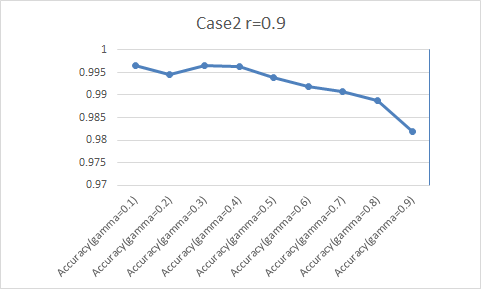 Case2 r=0.9
1
0.995
0.99
0.985
0.98
0.975
0.97
Accuracy(gamma=0.1)
Accuracy(gamma=0.2)
Accuracy(gamma=0.3)
Accuracy(gamma=0.4)
Accuracy(gamma=0.5)
Accuracy(gamma=0.6)
Accuracy(gamma=0.7)
Accuracy(gamma=0.8)
Accuracy(gamma=0.9)